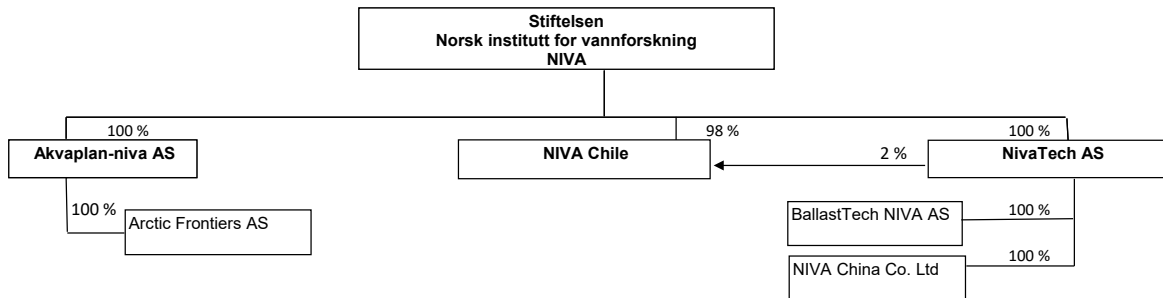 Stiftelsen
Norsk institutt for vannforskning
NIVA
100 %
98 %
100 %
Akvaplan-niva AS
NIVA Chile
2 %
NivaTech AS
100 %
Arctic Frontiers AS
BallastTech NIVA AS
100 %
NIVA China Co. Ltd
100 %